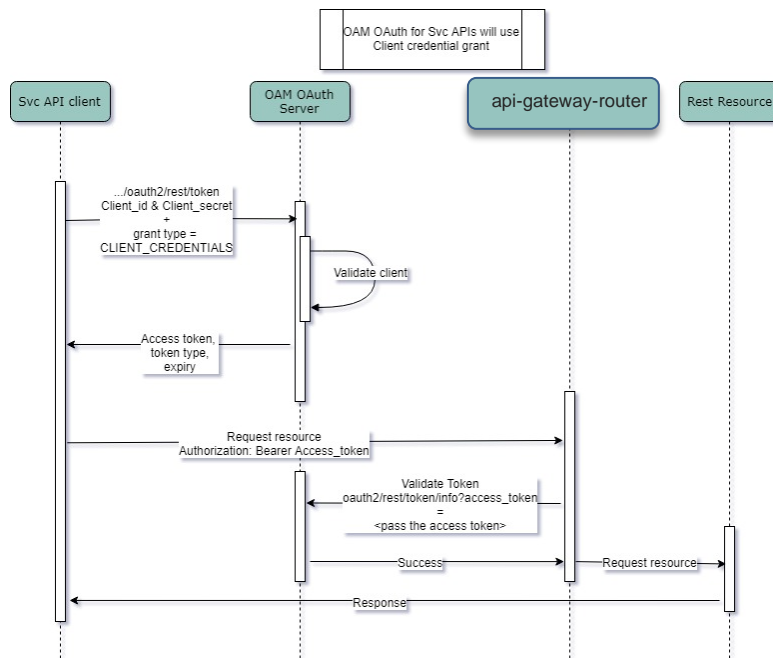 OAM OAuth for Svc APIs will use
Client credential grant
Svc API client
OAM OAuth
Server
api-gateway-router
Rest Resource
.../oauth2/rest/token
Client_id & Client_secret
+
grant type =
CLIENT_CREDENTIALS
Validate client
Access token,
token type,
expiry
Request resource
Authorization: Bearer Access_token
Validate Token
oauth2/rest/token/info?access_token
=
<pass the access token>
Success
Request resource
Response